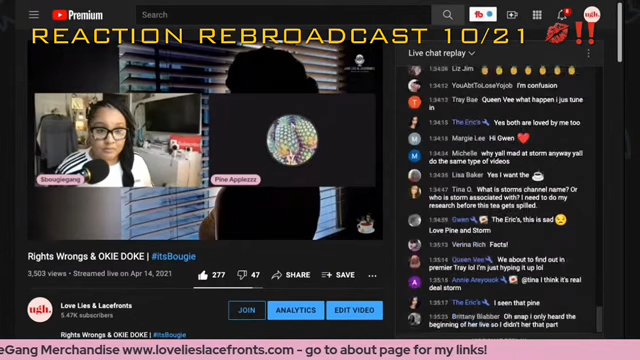 Premium
Search
8
ugh.
REACTION REBROADCAST 10/21 💋‼️
Live chat replay
1:34:08 Liz Jim 🍍🍍🍍🍍🍍🍍
1:34:12 YouAbtToLoseYojob I'm confusion
1:34:13 Tray Bae Queen Vee what happen i jus tune
in
1:34:18 The Eric's Yes both are loved by me too
1:34:18 Margie Lee Hi Gwen ❤️
1:34:34 Michelle why yall mad at storm anyway yall
do the same type of videos
1:34:35 Lisa Baker Yes I want the ☕
1:34:47 Tina O. What is storms channel name? Or
who is storm associated with? I need to do my
research before this tea gets spilled.
1:34:59 Gwen The Eric's, this is sad 😔
Love Pine and Storm
1:35:13 Verina Rich Facts!
1:35:14 Queen Vee We about to find out in
premier Tray lol I'm just hyping it up lol
1:35:16 Annie Areyouok @tina I think it's real
deal storm
1:35:17 The Eric's I seen that pine
1:35:23 Brittany Blabber Oh snap i only heard the
beginning of her live so I didn't her that part
Sbougiegang
Pine Applezzz
Rights Wrongs & OKIE DOKE | #itsBougie
3,503 views • Streamed live on Apr 14, 2021
277
47
SHARE
SAVE
ugh.
Love Lies & Lacefronts
5.47K subscribers
JOIN
ANALYTICS
EDIT VIDEO
Rights Wrongs & OKIE DOKE | #itsBougie
eGang Merchandise www.lovelieslacefronts.com - go to about page for my links!